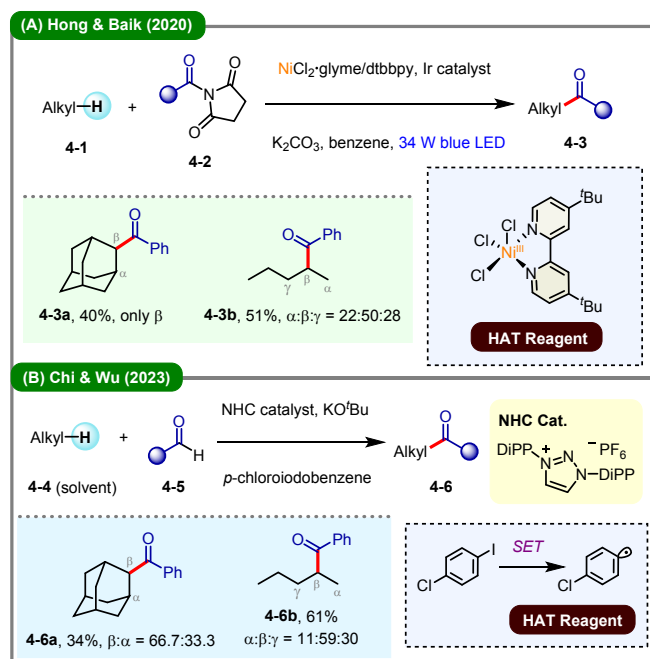 (A) Hong & Baik (2020)
Alkyl–H
4-1
+
O
N
O
O
4-2
NiCl2·glyme/dtbbpy, Ir catalyst
K2CO3, benzene, 34 W blue LED
O
Alkyl
4-3
O
β
Ph
α
4-3a, 40%, only β
O
Ph
γ
β
α
4-3b, 51%, α:β:γ = 22:50:28
tBu
Cl
Cl
N
NiIII
Cl
N
tBu
HAT Reagent
(B) Chi & Wu (2023)
Alkyl–H
4-4 (solvent)
+
O
H
4-5
NHC catalyst, KOtBu
p-chloroiodobenzene
O
Alkyl
4-6
NHC Cat.
−PF6
DiPP
+
N
N
N
DiPP
O
β
Ph
α
4-6a, 34%, β:α = 66.7:33.3
O
Ph
γ
β
α
4-6b, 61%
α:β:γ = 11:59:30
I
Cl
SET
Cl
HAT Reagent